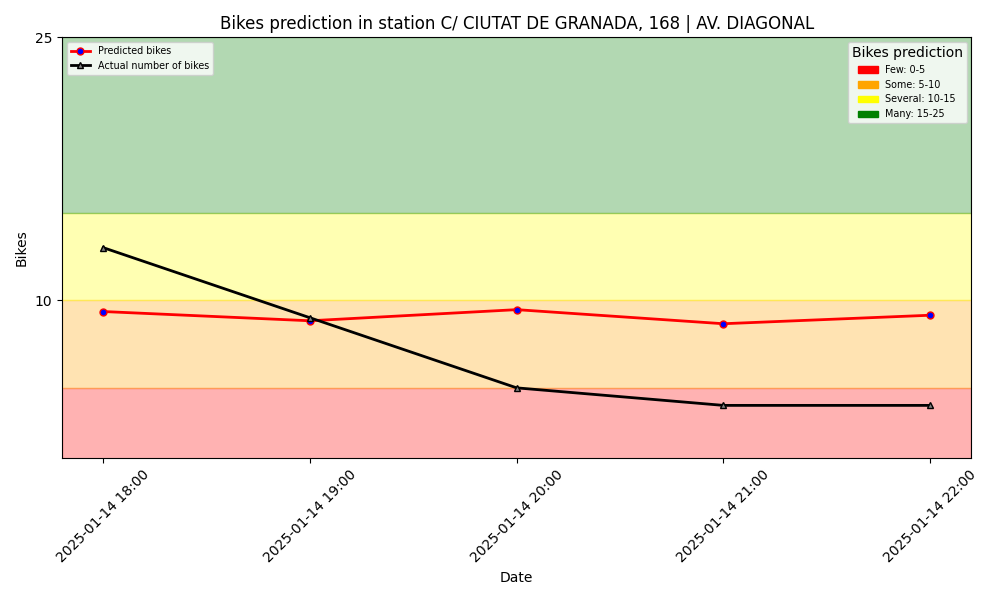 Bikes prediction in station C/ CIUTAT DE GRANADA, 168 | AV. DIAGONAL
25
Predicted bikes
Actual number of bikes
Bikes prediction
Few: 0-5
Some: 5-10
Several: 10-15
Many: 15-25
Bikes
10
2025-01-14 18:00
2025-01-14 19:00
2025-01-14 20:00
2025-01-14 21:00
2025-01-14 22:00
Date